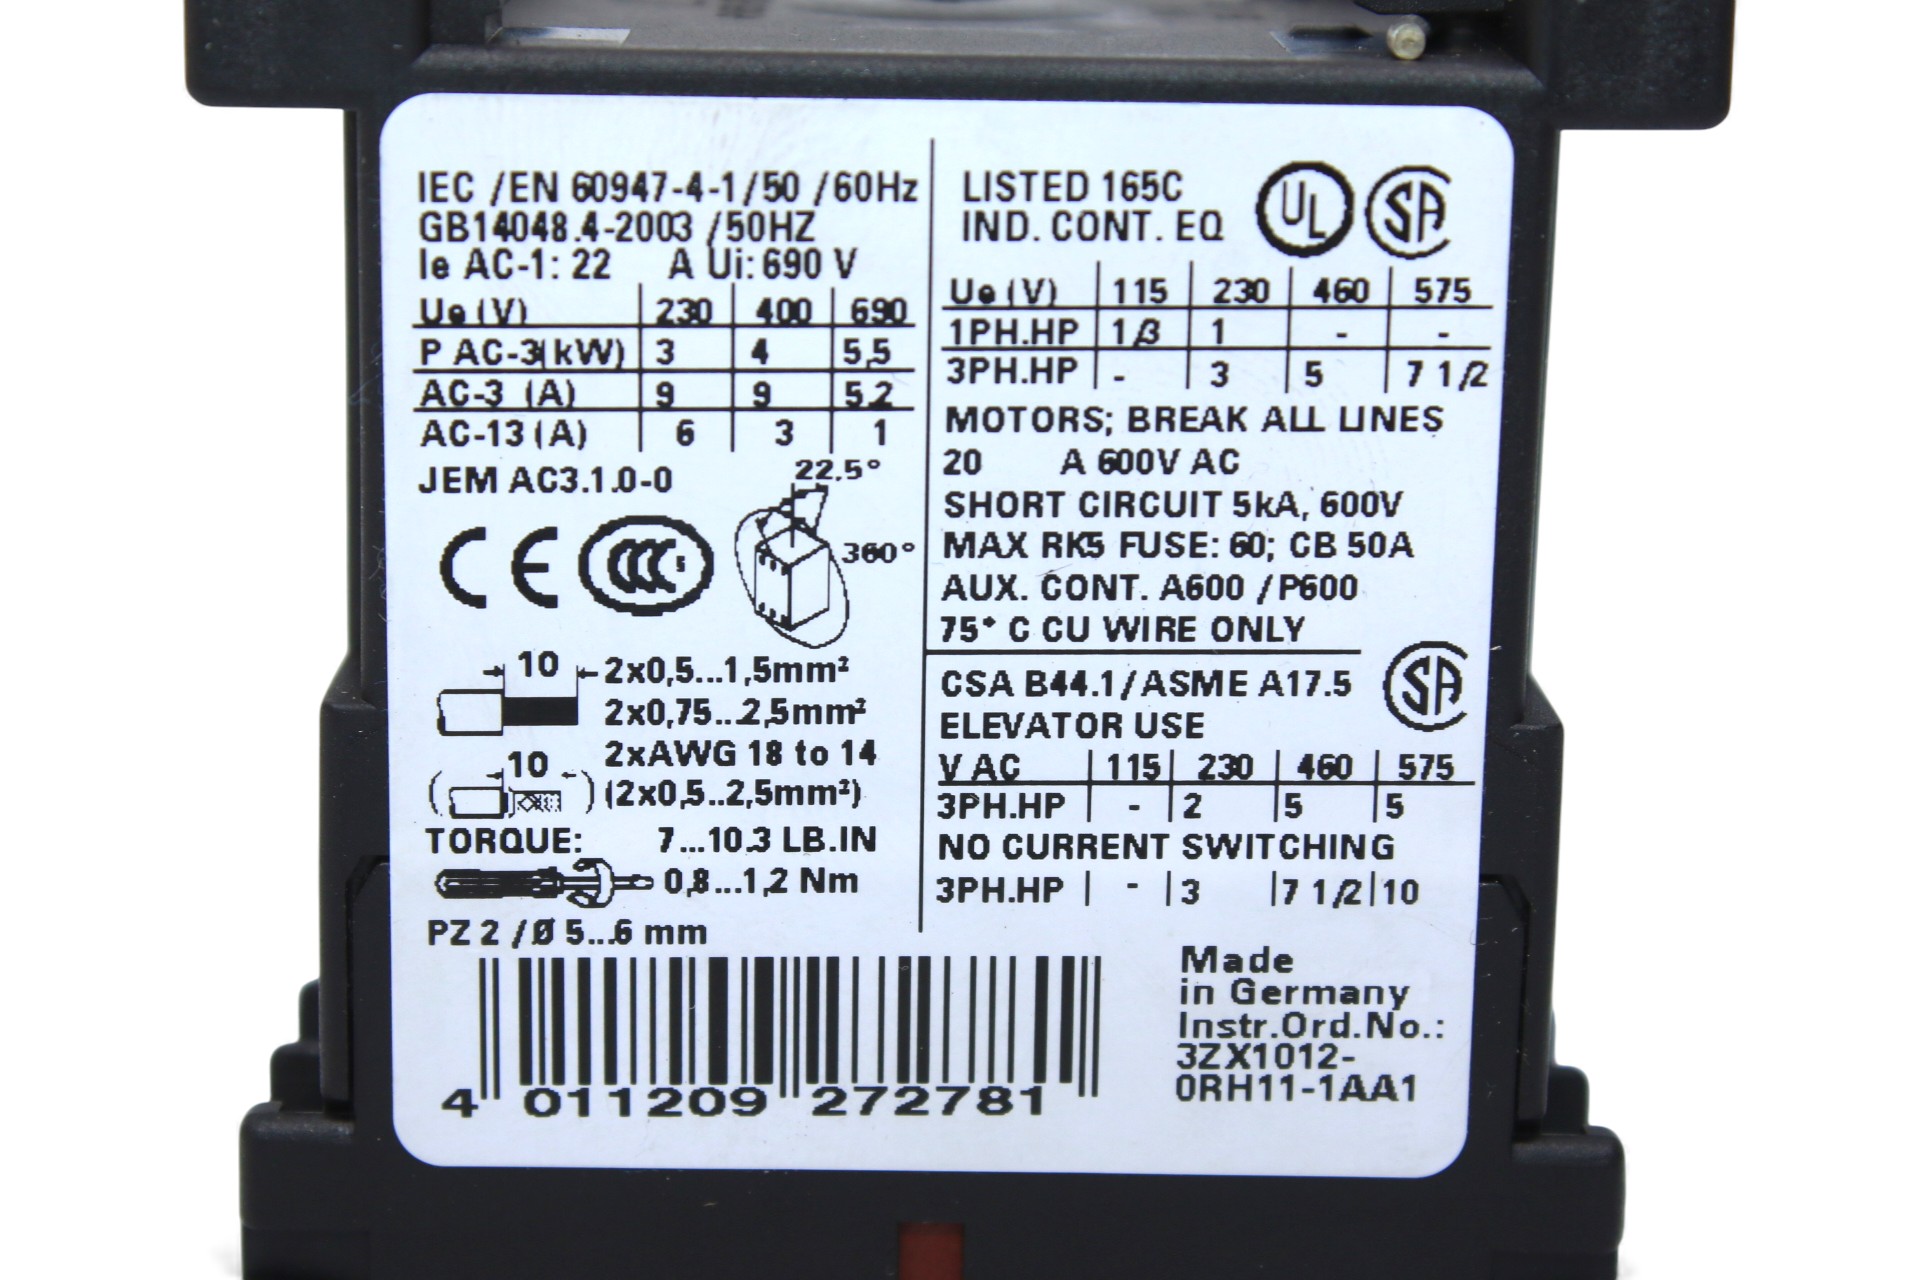 IEC /EN 60947-4-1/50 /60Hz
GB14048.4-2003 /50HZ
Ie AC-1: 22 A Ui: 690 V
Ue (V) 230 400 690
P AC-3(kW) 3 4 5,5
AC-3 (A) 9 9 5,2
AC-13 (A) 6 3 1
JEM AC3.1.0-0
22,5°
360°
CE CCC S
10 2x0,5...1,5mm²
2x0,75...2,5mm²
2xAWG 18 to 14
( 10 ) (2x0,5..2,5mm²)
TORQUE: 7...10.3 LB.IN
0,8...1,2 Nm
PZ 2 /Ø 5...6 mm
LISTED 165C UL SA
IND. CONT. EQ
Ue (V) 115 230 460 575
1PH.HP 1/3 1 - -
3PH.HP - 3 5 7 1/2
MOTORS; BREAK ALL LINES
20 A 600V AC
SHORT CIRCUIT 5kA, 600V
MAX RK5 FUSE: 60; CB 50A
AUX. CONT. A600 /P600
75° C CU WIRE ONLY
CSA B44.1/ASME A17.5 SA
ELEVATOR USE
V AC 115 230 460 575
3PH.HP - 2 5 5
NO CURRENT SWITCHING
3PH.HP - 3 7 1/2 10
4 011209 272781
Made
in Germany
Instr.Ord.No.:
3ZX1012-
0RH11-1AA1